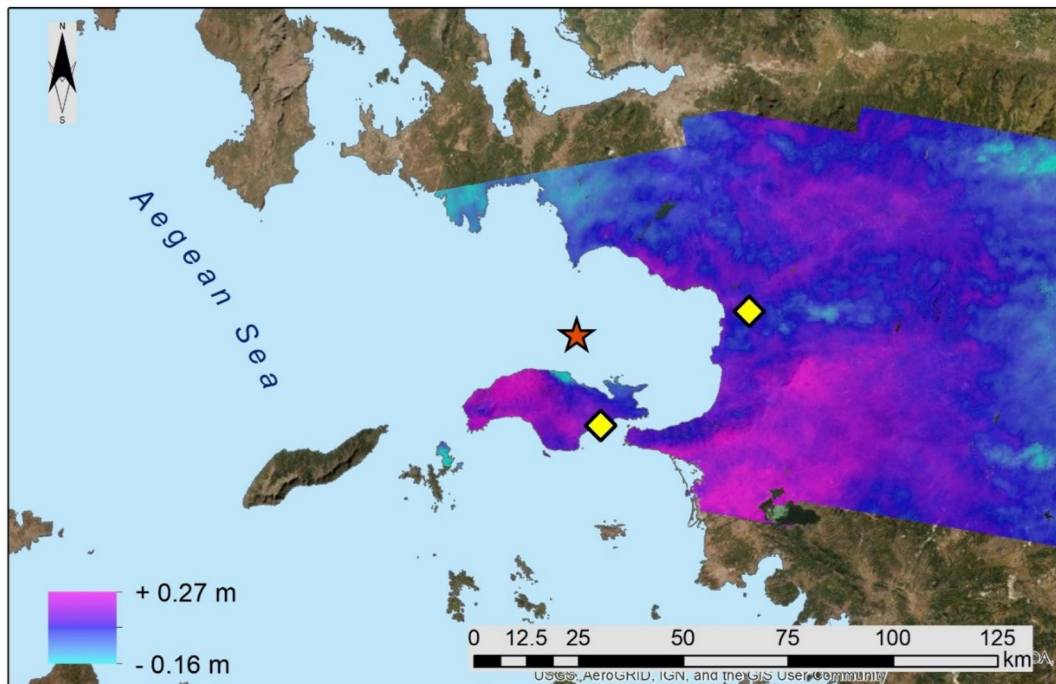 N
S
Aegean Sea
+ 0.27 m
- 0.16 m
0 12.5 25 50 75 100 125
km
USGS, AeroGRID, IGN, and the GIS User Community